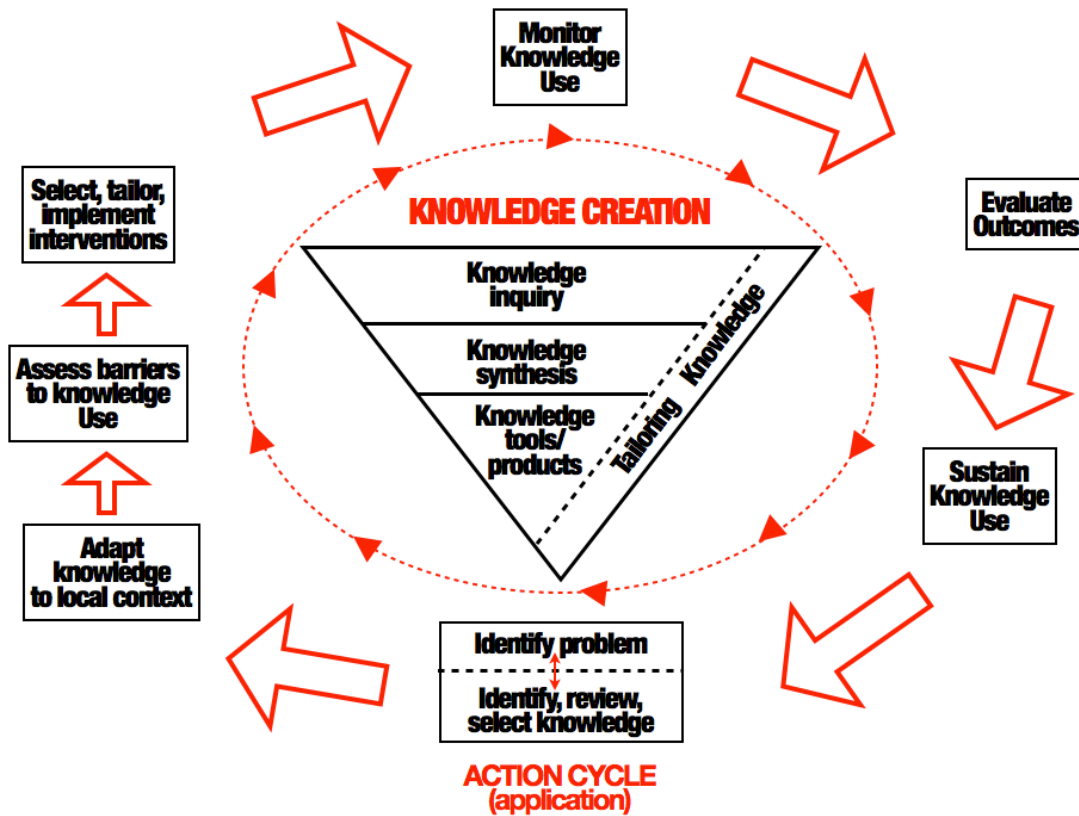 Monitor
Knowledge
Use
Select, tailor,
implement
interventions
Evaluate
Outcomes
KNOWLEDGE CREATION
Knowledge
inquiry
Knowledge
synthesis
Knowledge
tools/
products
Tailoring Knowledge
Assess barriers
to knowledge
Use
Sustain
Knowledge
Use
Adapt
knowledge
to local context
Identify problem
Identify, review,
select knowledge
ACTION CYCLE
(application)